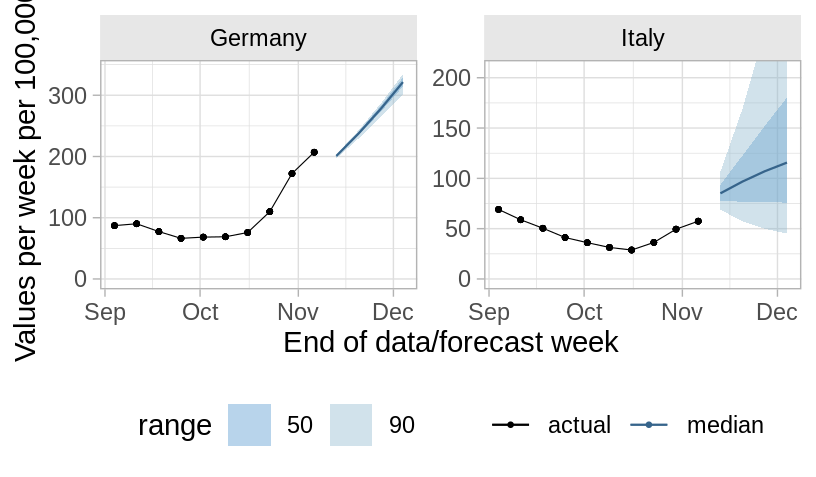 Germany
Italy
Values per week per 100,000
300
200
100
0
200
150
100
50
0
Sep
Oct
Nov
Dec
Sep
Oct
Nov
Dec
End of data/forecast week
range
50
90
actual
median